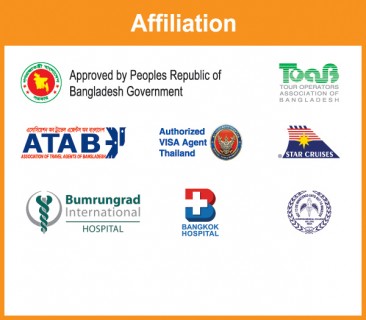 Affiliation
Approved by Peoples Republic of
Bangladesh Government
TOAB
TOUR OPERATORS
ASSOCIATION OF
BANGLADESH
ATAB
ASSOCIATION OF TRAVEL AGENTS OF BANGLADESH
Authorized
VISA Agent
Thailand
STAR CRUISES
Bumrungrad
International
HOSPITAL
BANGKOK
HOSPITAL